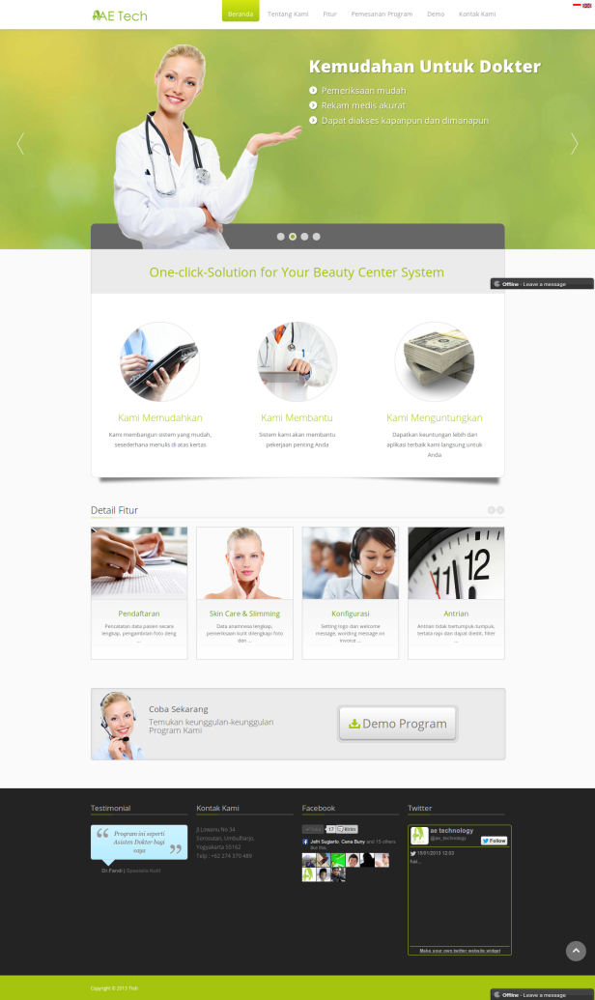 AE Tech
Beranda
Tentang Kami
Fitur
Pemesanan Program
Demo
Kontak Kami
Kemudahan Untuk Dokter
Pemeriksaan mudah
Rekam medis akurat
Dapat diakses kapanpun dan dimanapun
One-click-Solution for Your Beauty Center System
Offline - Leave a message
Kami Memudahkan
Kami membangun sistem yang mudah,
sesederhana menulis di atas kertas
Kami Membantu
Sistem kami akan membantu
pekerjaan penting Anda
Kami Menguntungkan
Dapatkan keuntungan lebih dari
aplikasi terbaik kami langsung untuk
Anda
Detail Fitur
Pendaftaran
Pencatatan data pasien secara
lengkap, pengambilan foto deng
...
Skin Care & Slimming
Data anamnesa lengkap,
pemeriksaan kulit dilengkapi foto
den ...
Konfigurasi
Setting logo dan welcome
message, wording message on
invoice ...
Antrian
Antrian tidak bertumpuk-tumpuk,
tertata rapi dan dapat diedit, filter
...
Coba Sekarang
Temukan keunggulan-keunggulan
Program Kami
Demo Program
Testimonial
Program ini seperti
Asisten Dokter bagi
saya
Dr Fandi | Spesialis Kulit
Kontak Kami
Jl.Lowanu No 34
Sorosutan, Umbulharjo,
Yogyakarta 55162
Telp : +62 274 370 489
Facebook
17
Kirim
Jefri Sugiarto, Cena Buny and 15 others
like this.
Twitter
ae technology
@ae_technology
Follow
19/01/2013 12:03
hai...
Make your own twitter website widget
Copyright © 2013 Tiah
Offline - Leave a message